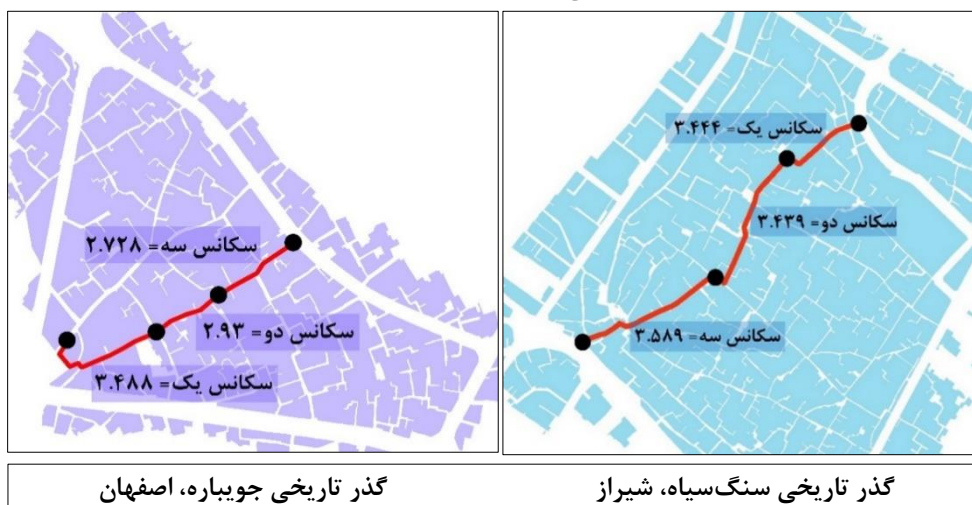 سکانس یک= ۳.۴۴۴
سکانس دو= ۳.۴۳۹
سکانس سه= ۳.۵۸۹
گذر تاریخی سنگ‌سیاه، شیراز
سکانس سه= ۲.۷۲۸
سکانس دو= ۲.۹۳
سکانس یک= ۳.۴۸۸
گذر تاریخی جویباره، اصفهان